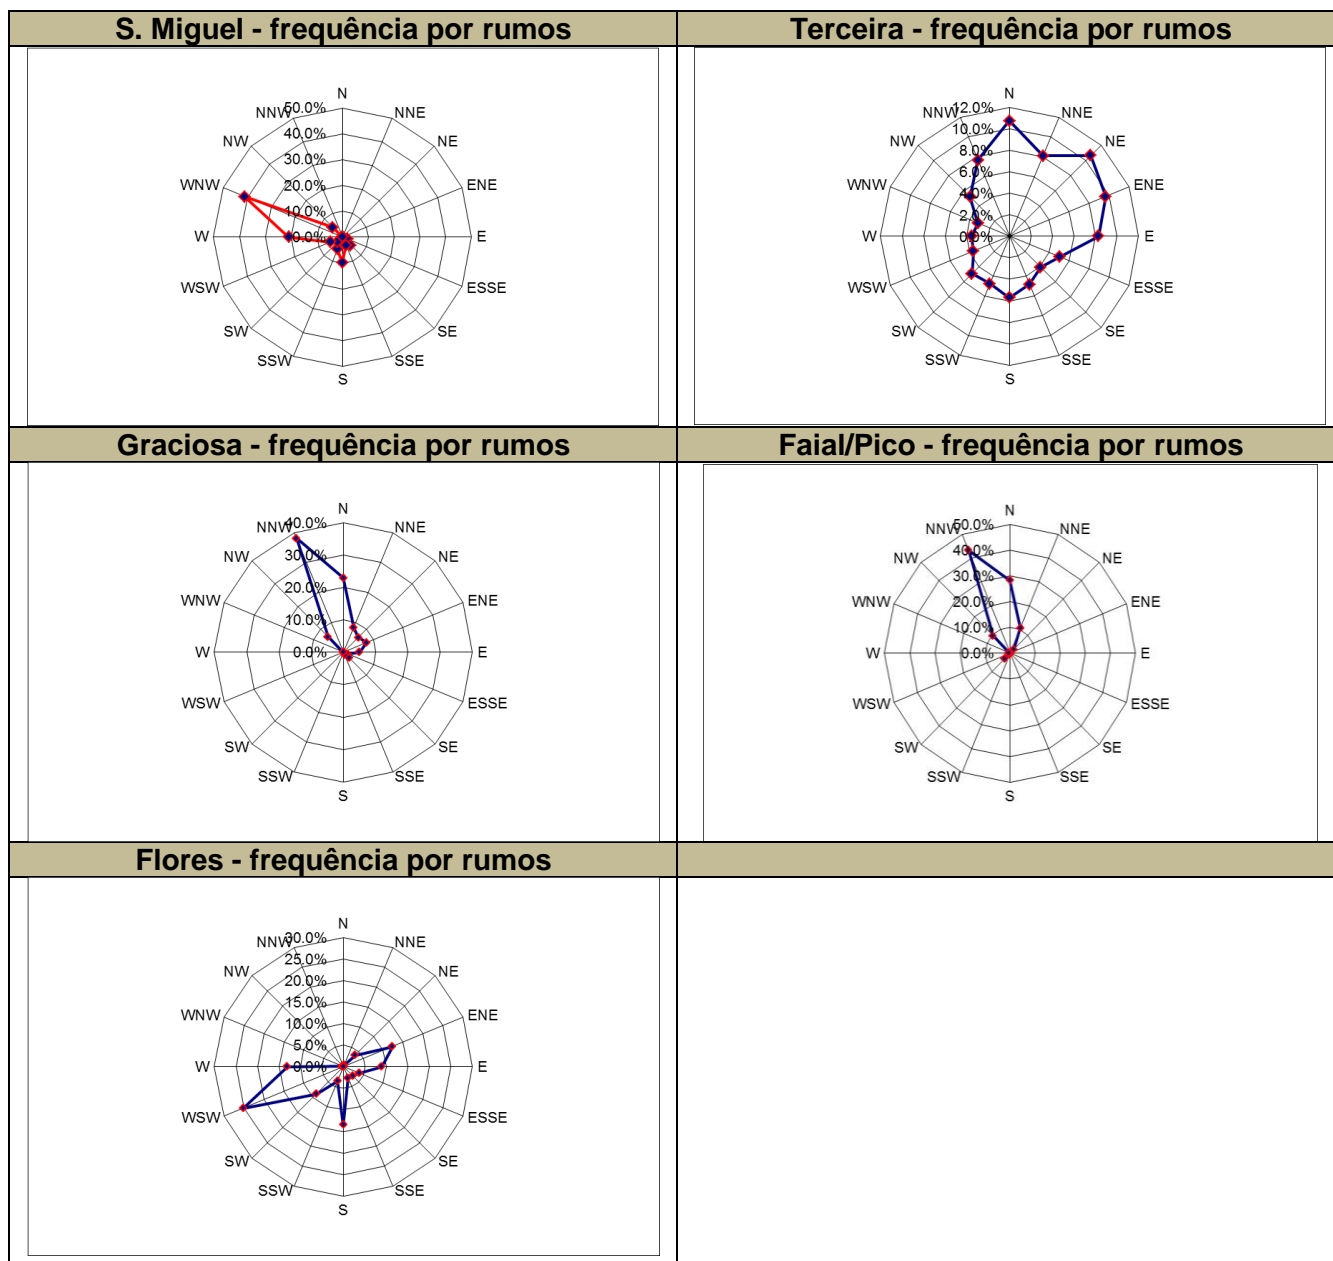 S. Miguel - frequência por rumos
Terceira - frequência por rumos
N
NNE
NE
ENE
E
ESSE
SE
SSE
S
SSW
SW
WSW
W
WNW
NW
NNW
50.0%
40.0%
30.0%
20.0%
10.0%
0.0%
N
NNE
NE
ENE
E
ESSE
SE
SSE
S
SSW
SW
WSW
W
WNW
NW
NNW
12.0%
10.0%
8.0%
6.0%
4.0%
2.0%
0.0%
Graciosa - frequência por rumos
Faial/Pico - frequência por rumos
N
NNE
NE
ENE
E
ESSE
SE
SSE
S
SSW
SW
WSW
W
WNW
NW
NNW
40.0%
30.0%
20.0%
10.0%
0.0%
N
NNE
NE
ENE
E
ESSE
SE
SSE
S
SSW
SW
WSW
W
WNW
NW
NNW
50.0%
40.0%
30.0%
20.0%
10.0%
0.0%
Flores - frequência por rumos
N
NNE
NE
ENE
E
ESSE
SE
SSE
S
SSW
SW
WSW
W
WNW
NW
NNW
30.0%
25.0%
20.0%
15.0%
10.0%
5.0%
0.0%